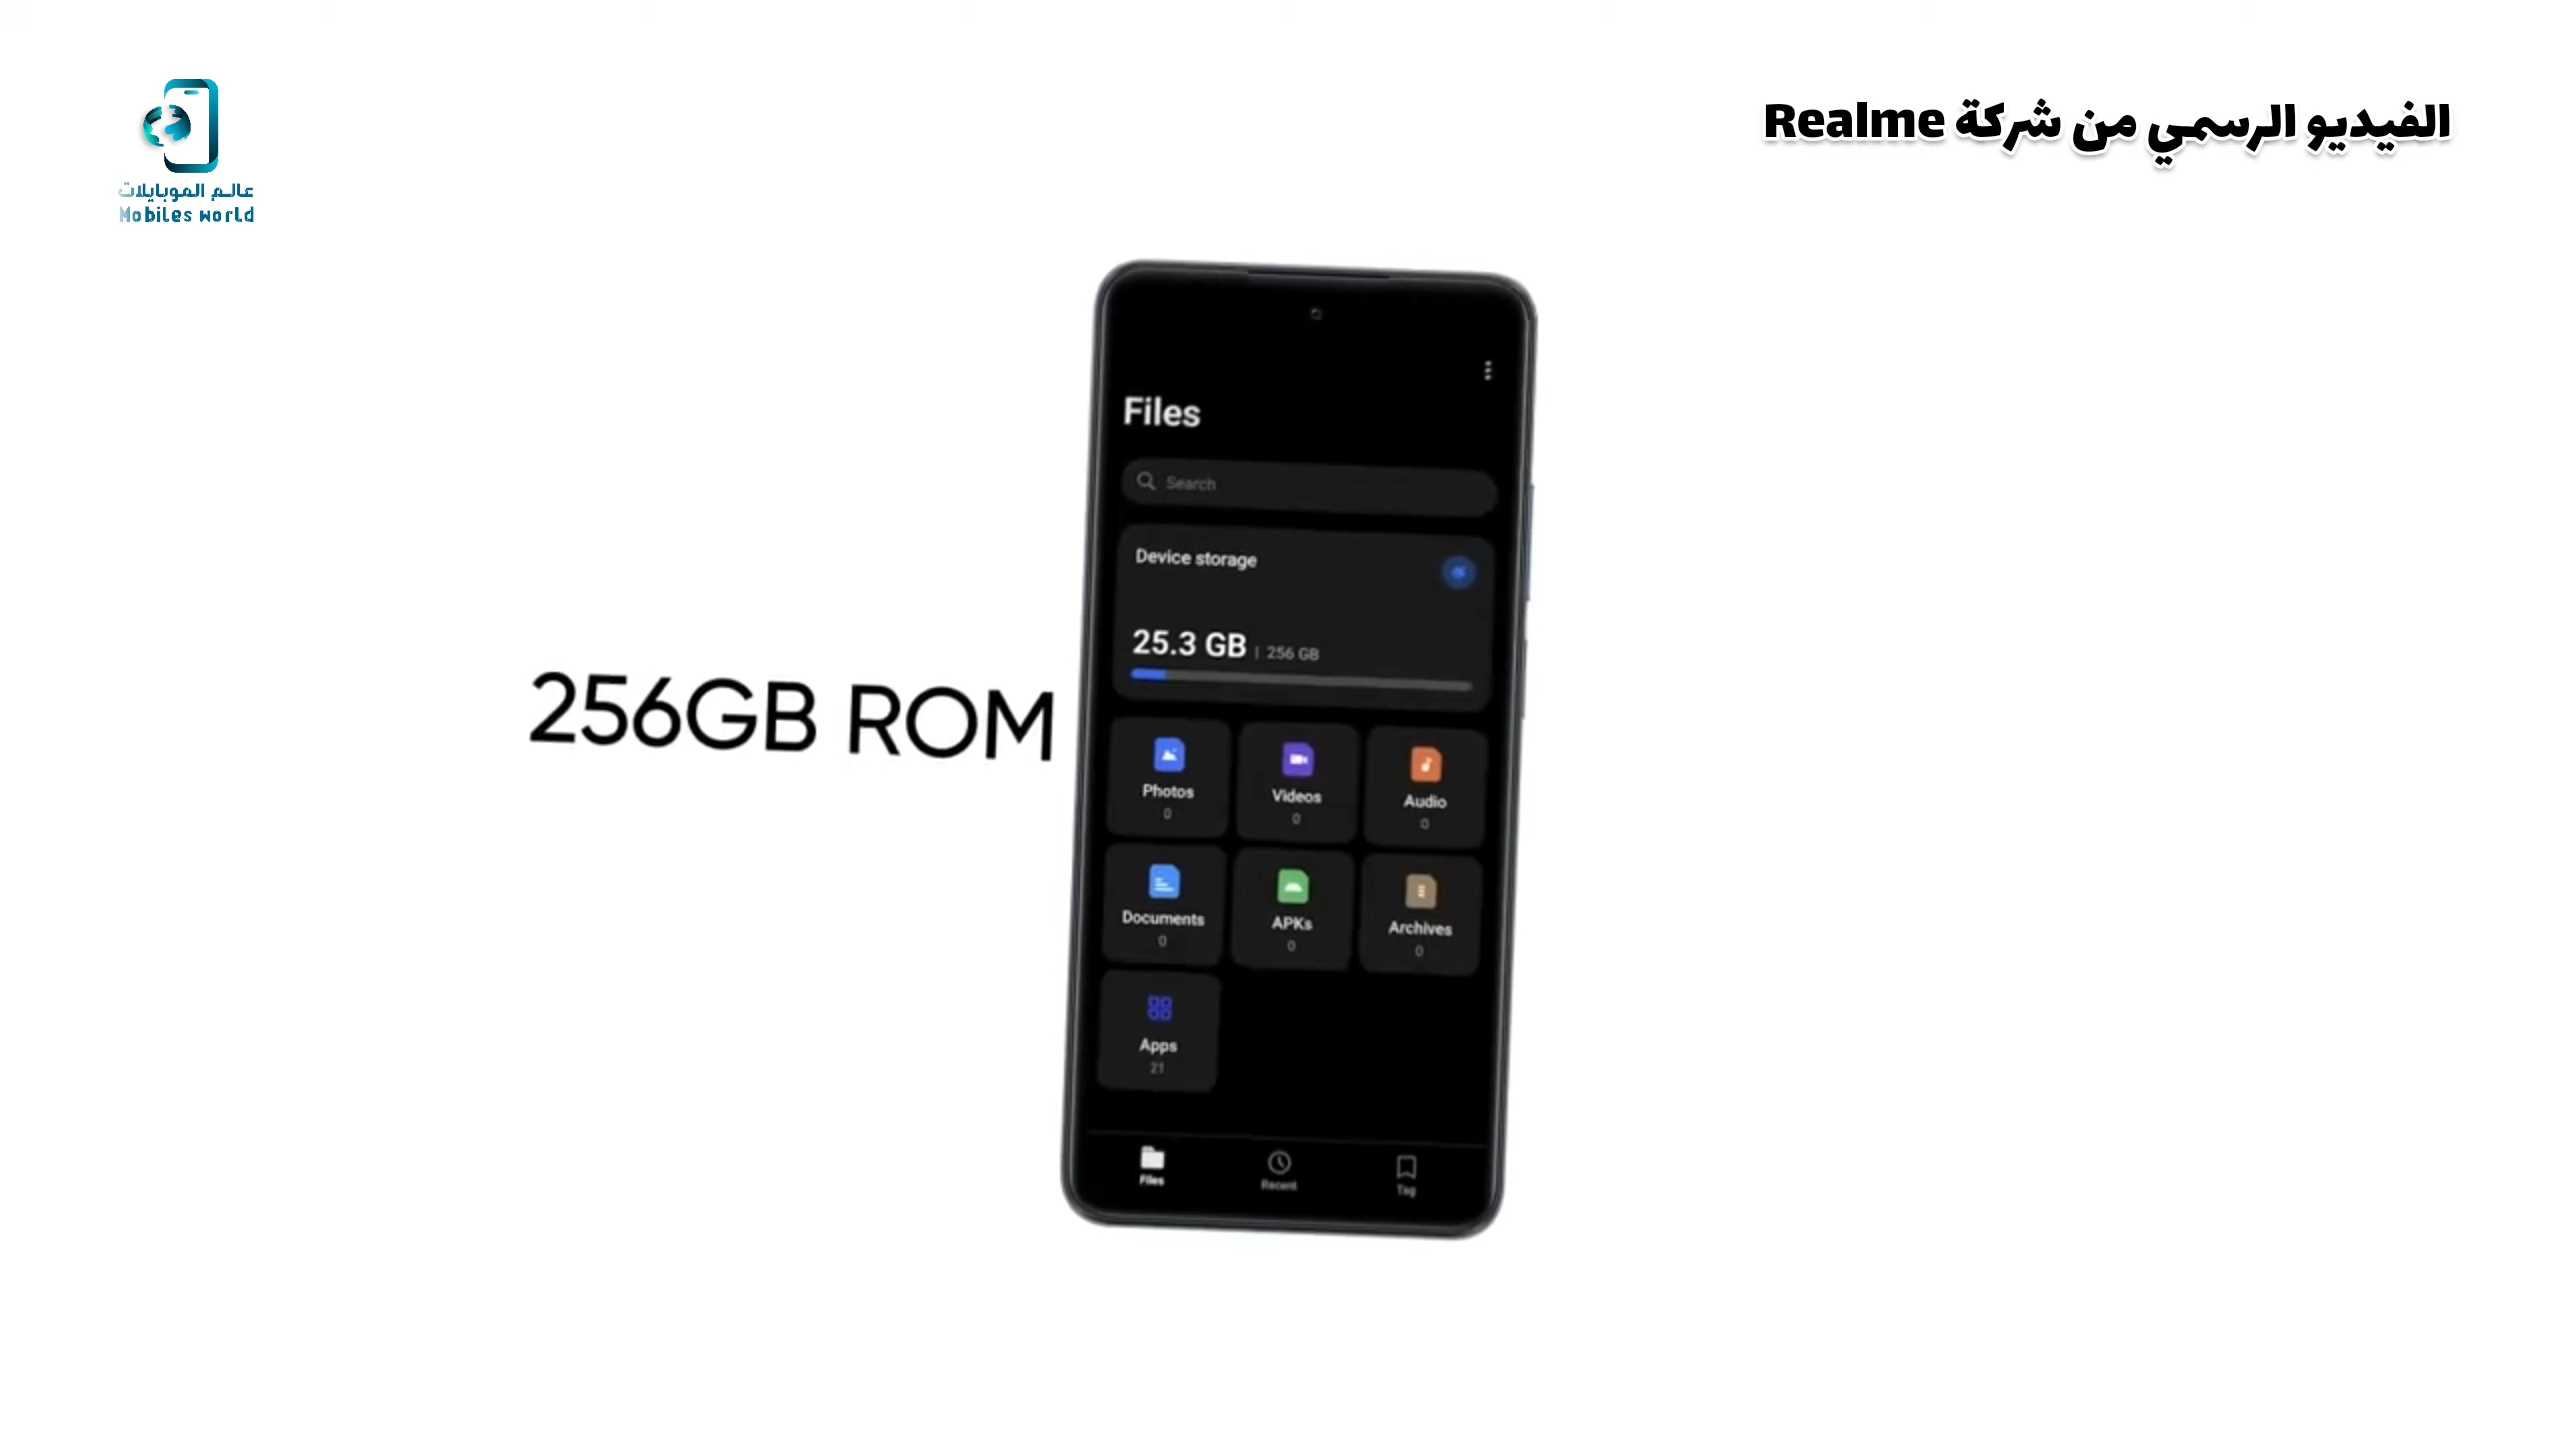 الفيديو الرسمي من شركة Realme
عالم الموبايلات
Mobiles world
Files
Search
Device storage
25.3 GB | 256 GB
256GB ROM
Photos
0
Videos
0
Audio
0
Documents
0
APKs
0
Archives
0
Apps
21
Files
Recent
Tag